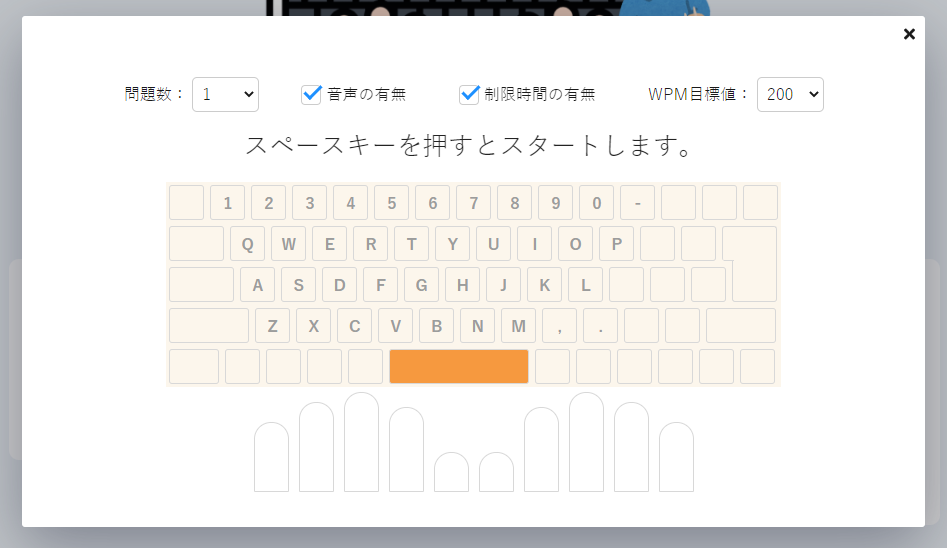 ×
問題数： 1 音声の有無 制限時間の有無 WPM目標値： 200
スペースキーを押すとスタートします。
1 2 3 4 5 6 7 8 9 0 -
Q W E R T Y U I O P
A S D F G H J K L
Z X C V B N M , .